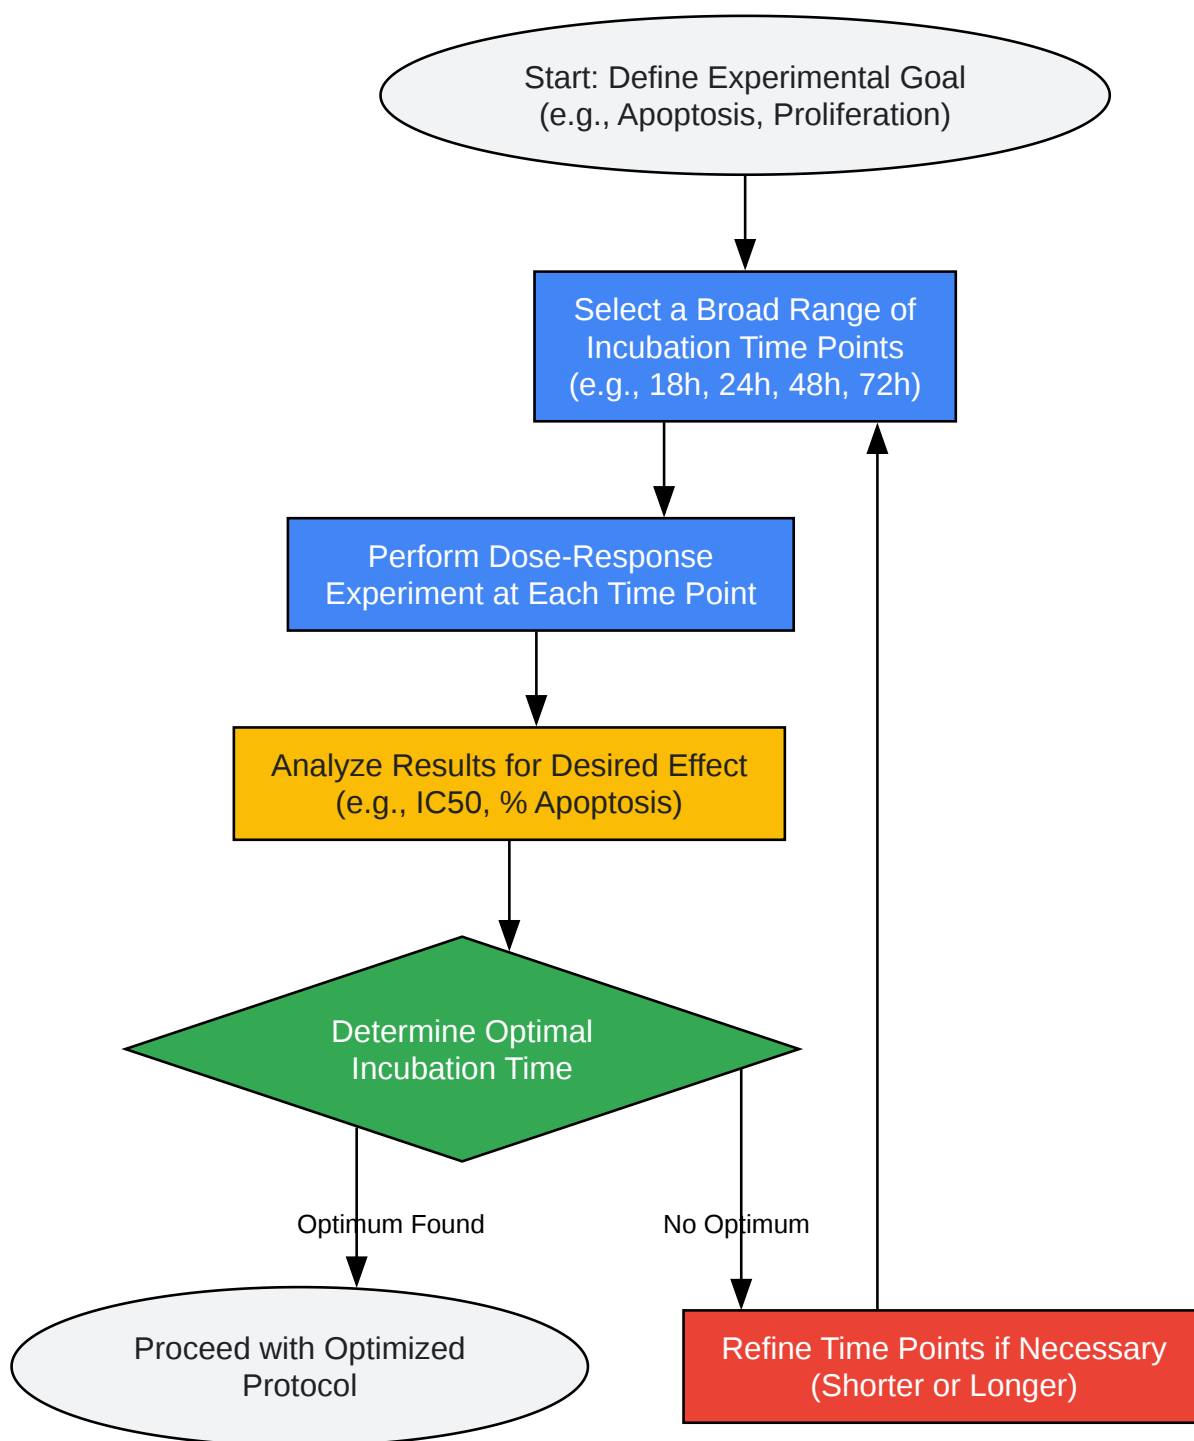 Start: Define Experimental Goal
(e.g., Apoptosis, Proliferation)
Select a Broad Range of
Incubation Time Points
(e.g., 18h, 24h, 48h, 72h)
Perform Dose-Response
Experiment at Each Time Point
Analyze Results for Desired Effect
(e.g., IC50, % Apoptosis)
Determine Optimal
Incubation Time
Optimum Found
No Optimum
Proceed with Optimized
Protocol
Refine Time Points if Necessary
(Shorter or Longer)